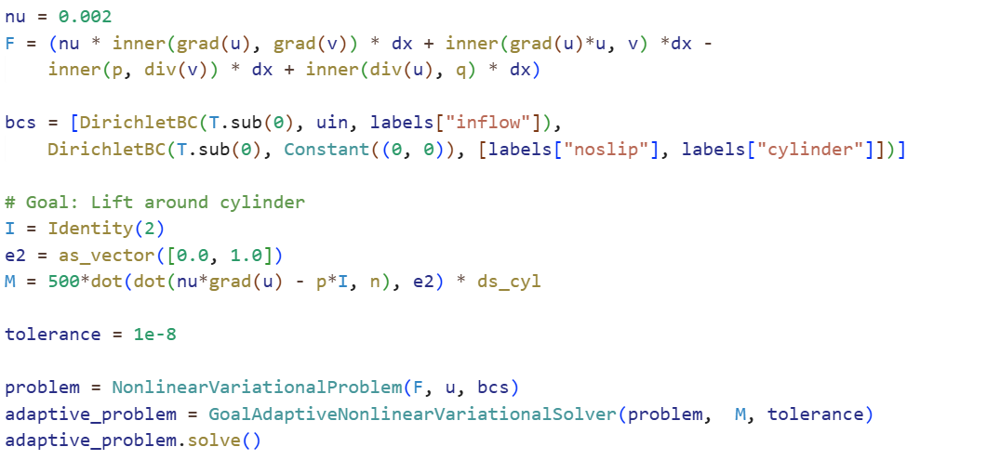 nu = 0.002
F = (nu * inner(grad(u), grad(v)) * dx + inner(grad(u)*u, v) *dx -
    inner(p, div(v)) * dx + inner(div(u), q) * dx)

bcs = [DirichletBC(T.sub(0), uin, labels["inflow"]),
    DirichletBC(T.sub(0), Constant((0, 0)), [labels["noslip"], labels["cylinder"]])]

# Goal: Lift around cylinder
I = Identity(2)
e2 = as_vector([0.0, 1.0])
M = 500*dot(dot(nu*grad(u) - p*I, n), e2) * ds_cyl

tolerance = 1e-8

problem = NonlinearVariationalProblem(F, u, bcs)
adaptive_problem = GoalAdaptiveNonlinearVariationalSolver(problem,  M, tolerance)
adaptive_problem.solve()